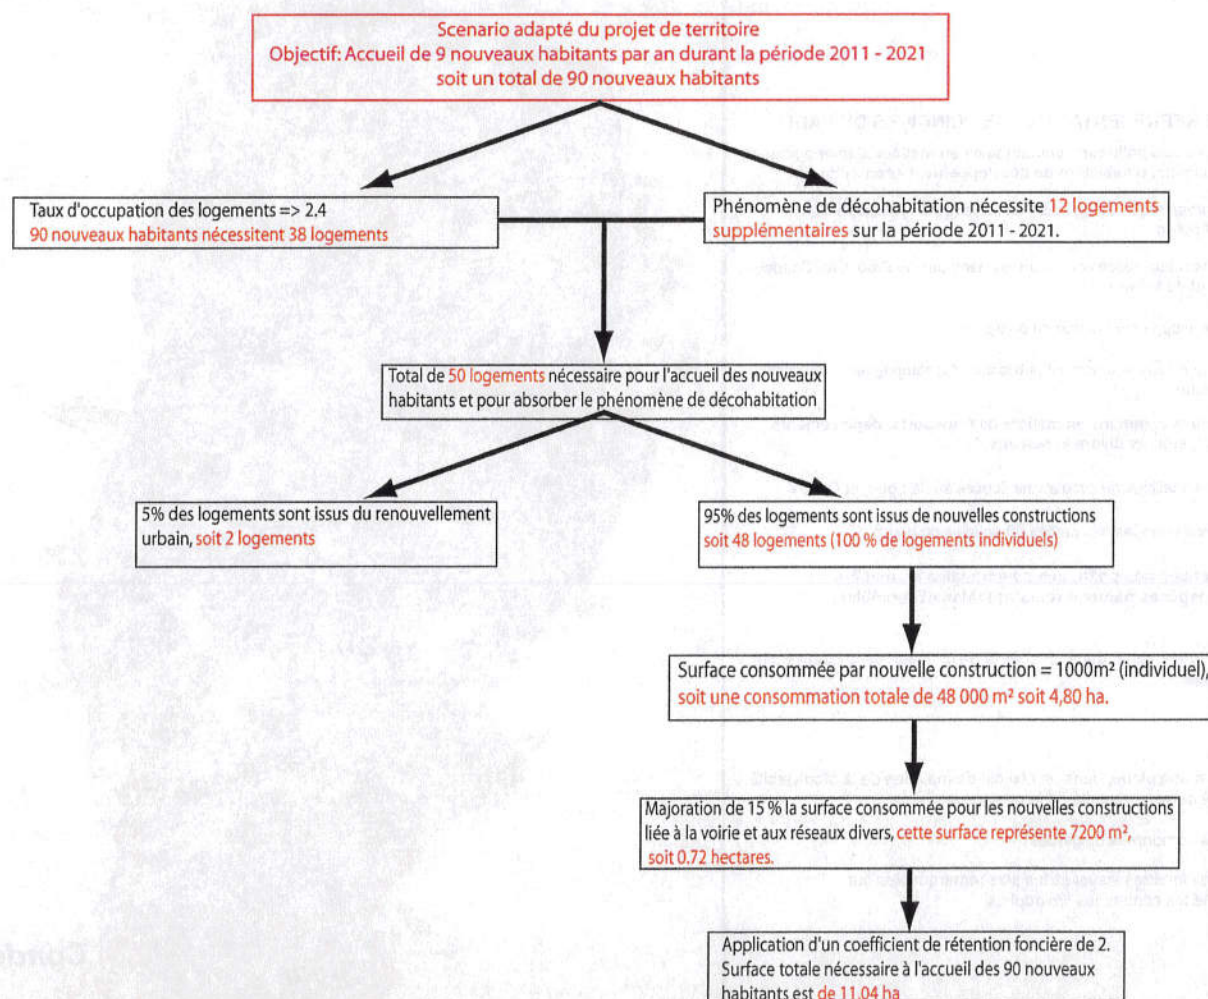 Scenario adapté du projet de territoire
Objectif: Accueil de 9 nouveaux habitants par an durant la période 2011 - 2021
soit un total de 90 nouveaux habitants
Taux d'occupation des logements => 2.4
90 nouveaux habitants nécessitent 38 logements
Phénomène de décohabitation nécessite 12 logements
supplémentaires sur la période 2011 - 2021.
Total de 50 logements nécessaire pour l'accueil des nouveaux
habitants et pour absorber le phénomène de décohabitation
5% des logements sont issus du renouvellement
urbain, soit 2 logements
95% des logements sont issus de nouvelles constructions
soit 48 logements (100 % de logements individuels)
Surface consommée par nouvelle construction = 1000m² (individuel),
soit une consommation totale de 48 000 m² soit 4,80 ha.
Majoration de 15 % la surface consommée pour les nouvelles constructions
liée à la voirie et aux réseaux divers, cette surface représente 7200 m²,
soit 0.72 hectares.
Application d'un coefficient de rétention foncière de 2.
Surface totale nécessaire à l'accueil des 90 nouveaux
habitants est de 11.04 ha